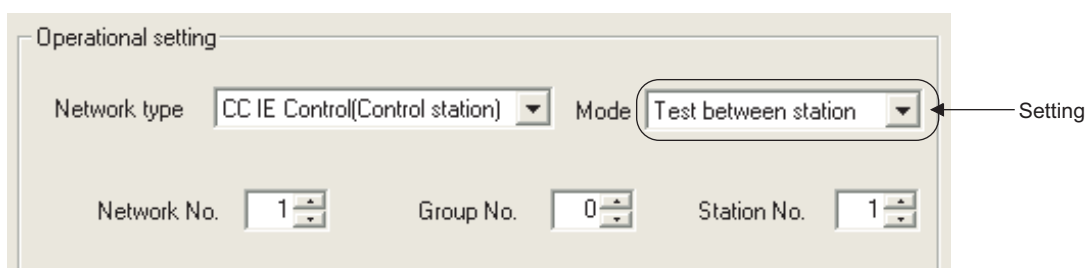 Operational setting
Network type CC IE Control(Control station) Mode Test between station Setting
Network No. 1 Group No. 0 Station No. 1